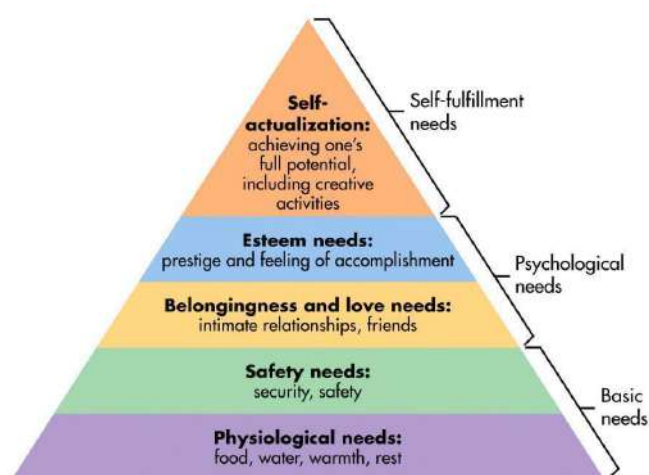 Self-
actualization:
achieving one's
full potential,
including creative
activities
Self-fulfillment
needs
Esteem needs:
prestige and feeling of accomplishment
Psychological
needs
Belongingness and love needs:
intimate relationships, friends
Safety needs:
security, safety
Basic
needs
Physiological needs:
food, water, warmth, rest